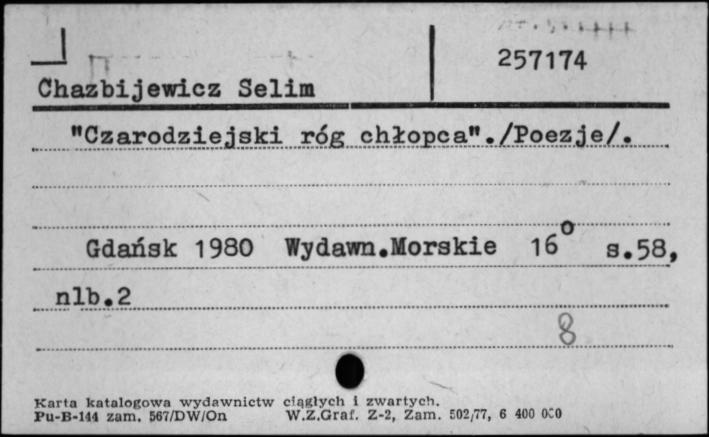 257174
Chazbijewicz Selim
"Czarodziejski róg chłopca"./Poezje/.
Gdańsk 1980 Wydawn.Morskie 16° s.58,
nlb.2
8
Karta katalogowa wydawnictw ciągłych i zwartych.
Pu-B-144 zam. 567/DW/On W.Z.Graf. Z-2, Zam. 502/77, 6 400 000